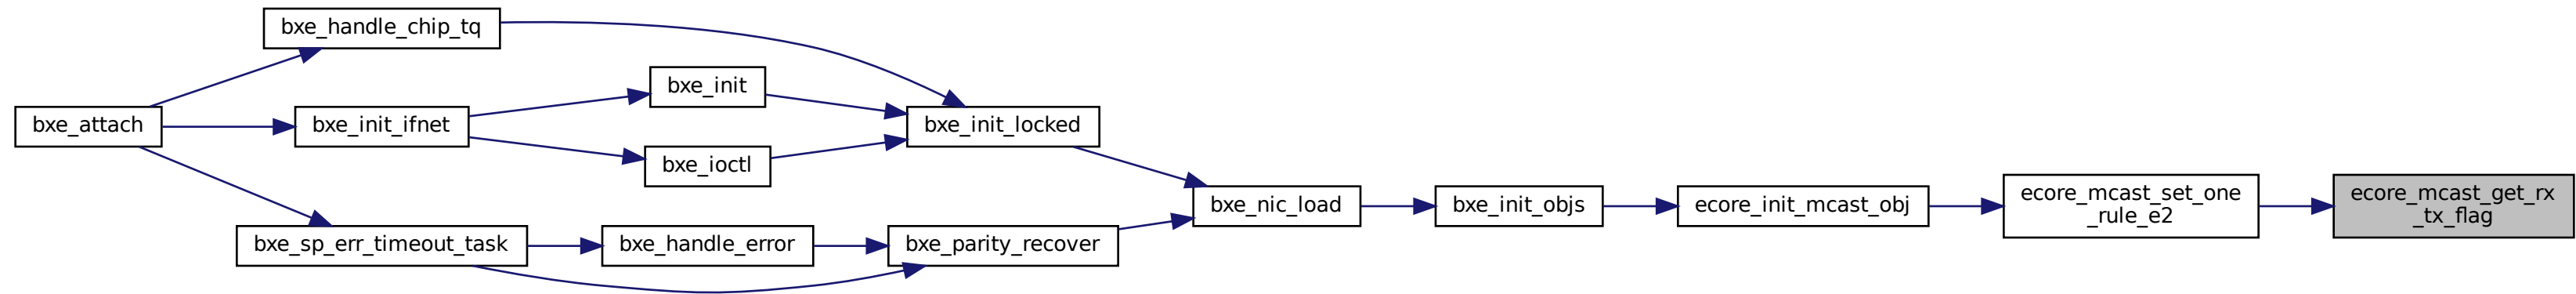 bxe_handle_chip_tq
bxe_init
bxe_attach
bxe_init_ifnet
bxe_init_locked
bxe_ioctl
bxe_nic_load
bxe_init_objs
ecore_init_mcast_obj
ecore_mcast_set_one
_rule_e2
ecore_mcast_get_rx
_tx_flag
bxe_sp_err_timeout_task
bxe_handle_error
bxe_parity_recover